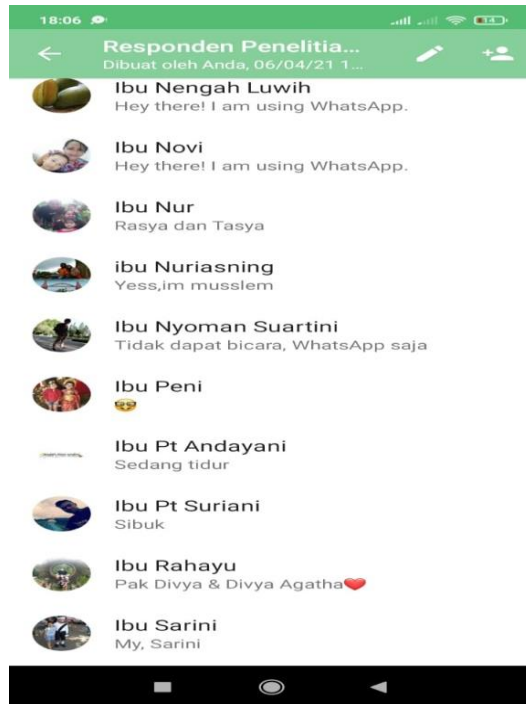 18:06
14
Responden Penelitia...
Dibuat oleh Anda, 06/04/21 1...
Ibu Nengah Luwih
Hey there! I am using WhatsApp.
Ibu Novi
Hey there! I am using WhatsApp.
Ibu Nur
Rasya dan Tasya
ibu Nuriasning
Yess,im musslem
Ibu Nyoman Suartini
Tidak dapat bicara, WhatsApp saja
Ibu Peni
🤓
Ibu Pt Andayani
Sedang tidur
Ibu Pt Suriani
Sibuk
Ibu Rahayu
Pak Divya & Divya Agatha❤️
Ibu Sarini
My, Sarini